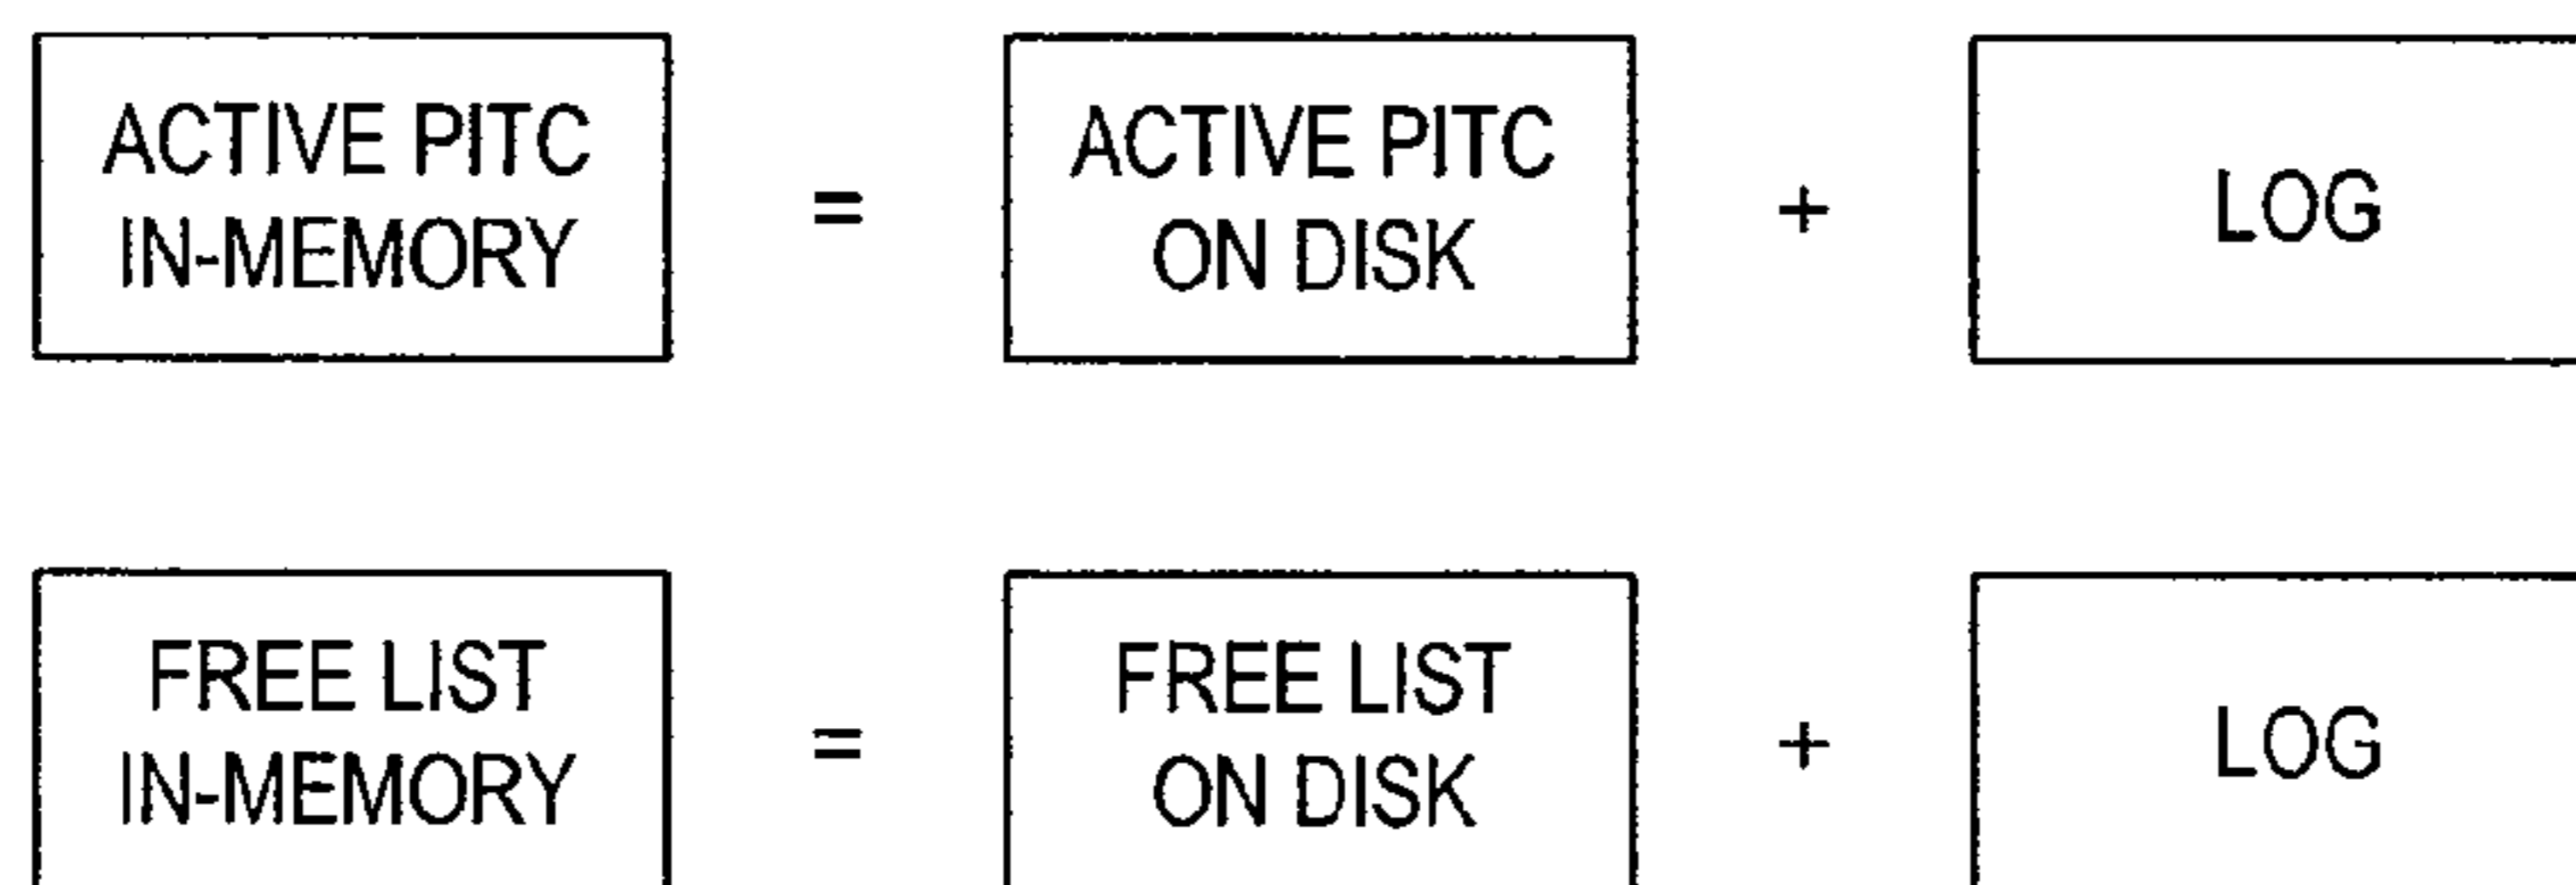 ACTIVE PITC
IN-MEMORY
=
ACTIVE PITC
ON DISK
+
LOG
FREE LIST
IN-MEMORY
=
FREE LIST
ON DISK
+
LOG